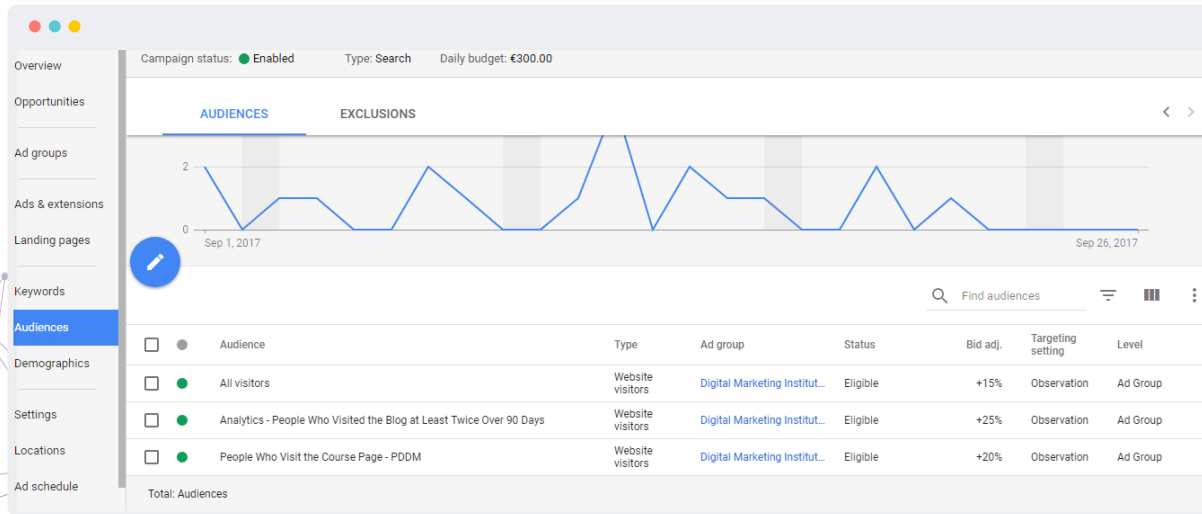 Campaign status: Enabled Type: Search Daily budget: €300.00
Overview
Opportunities
Ad groups
Ads & extensions
Landing pages
Keywords
Audiences
Demographics
Settings
Locations
Ad schedule
AUDIENCES EXCLUSIONS
2
0
Sep 1, 2017 Sep 26, 2017
Find audiences
Audience Type Ad group Status Bid adj. Targeting setting Level
All visitors Website visitors Digital Marketing Institut... Eligible +15% Observation Ad Group
Analytics - People Who Visited the Blog at Least Twice Over 90 Days Website visitors Digital Marketing Institut... Eligible +25% Observation Ad Group
People Who Visit the Course Page - PDDM Website visitors Digital Marketing Institut... Eligible +20% Observation Ad Group
Total: Audiences